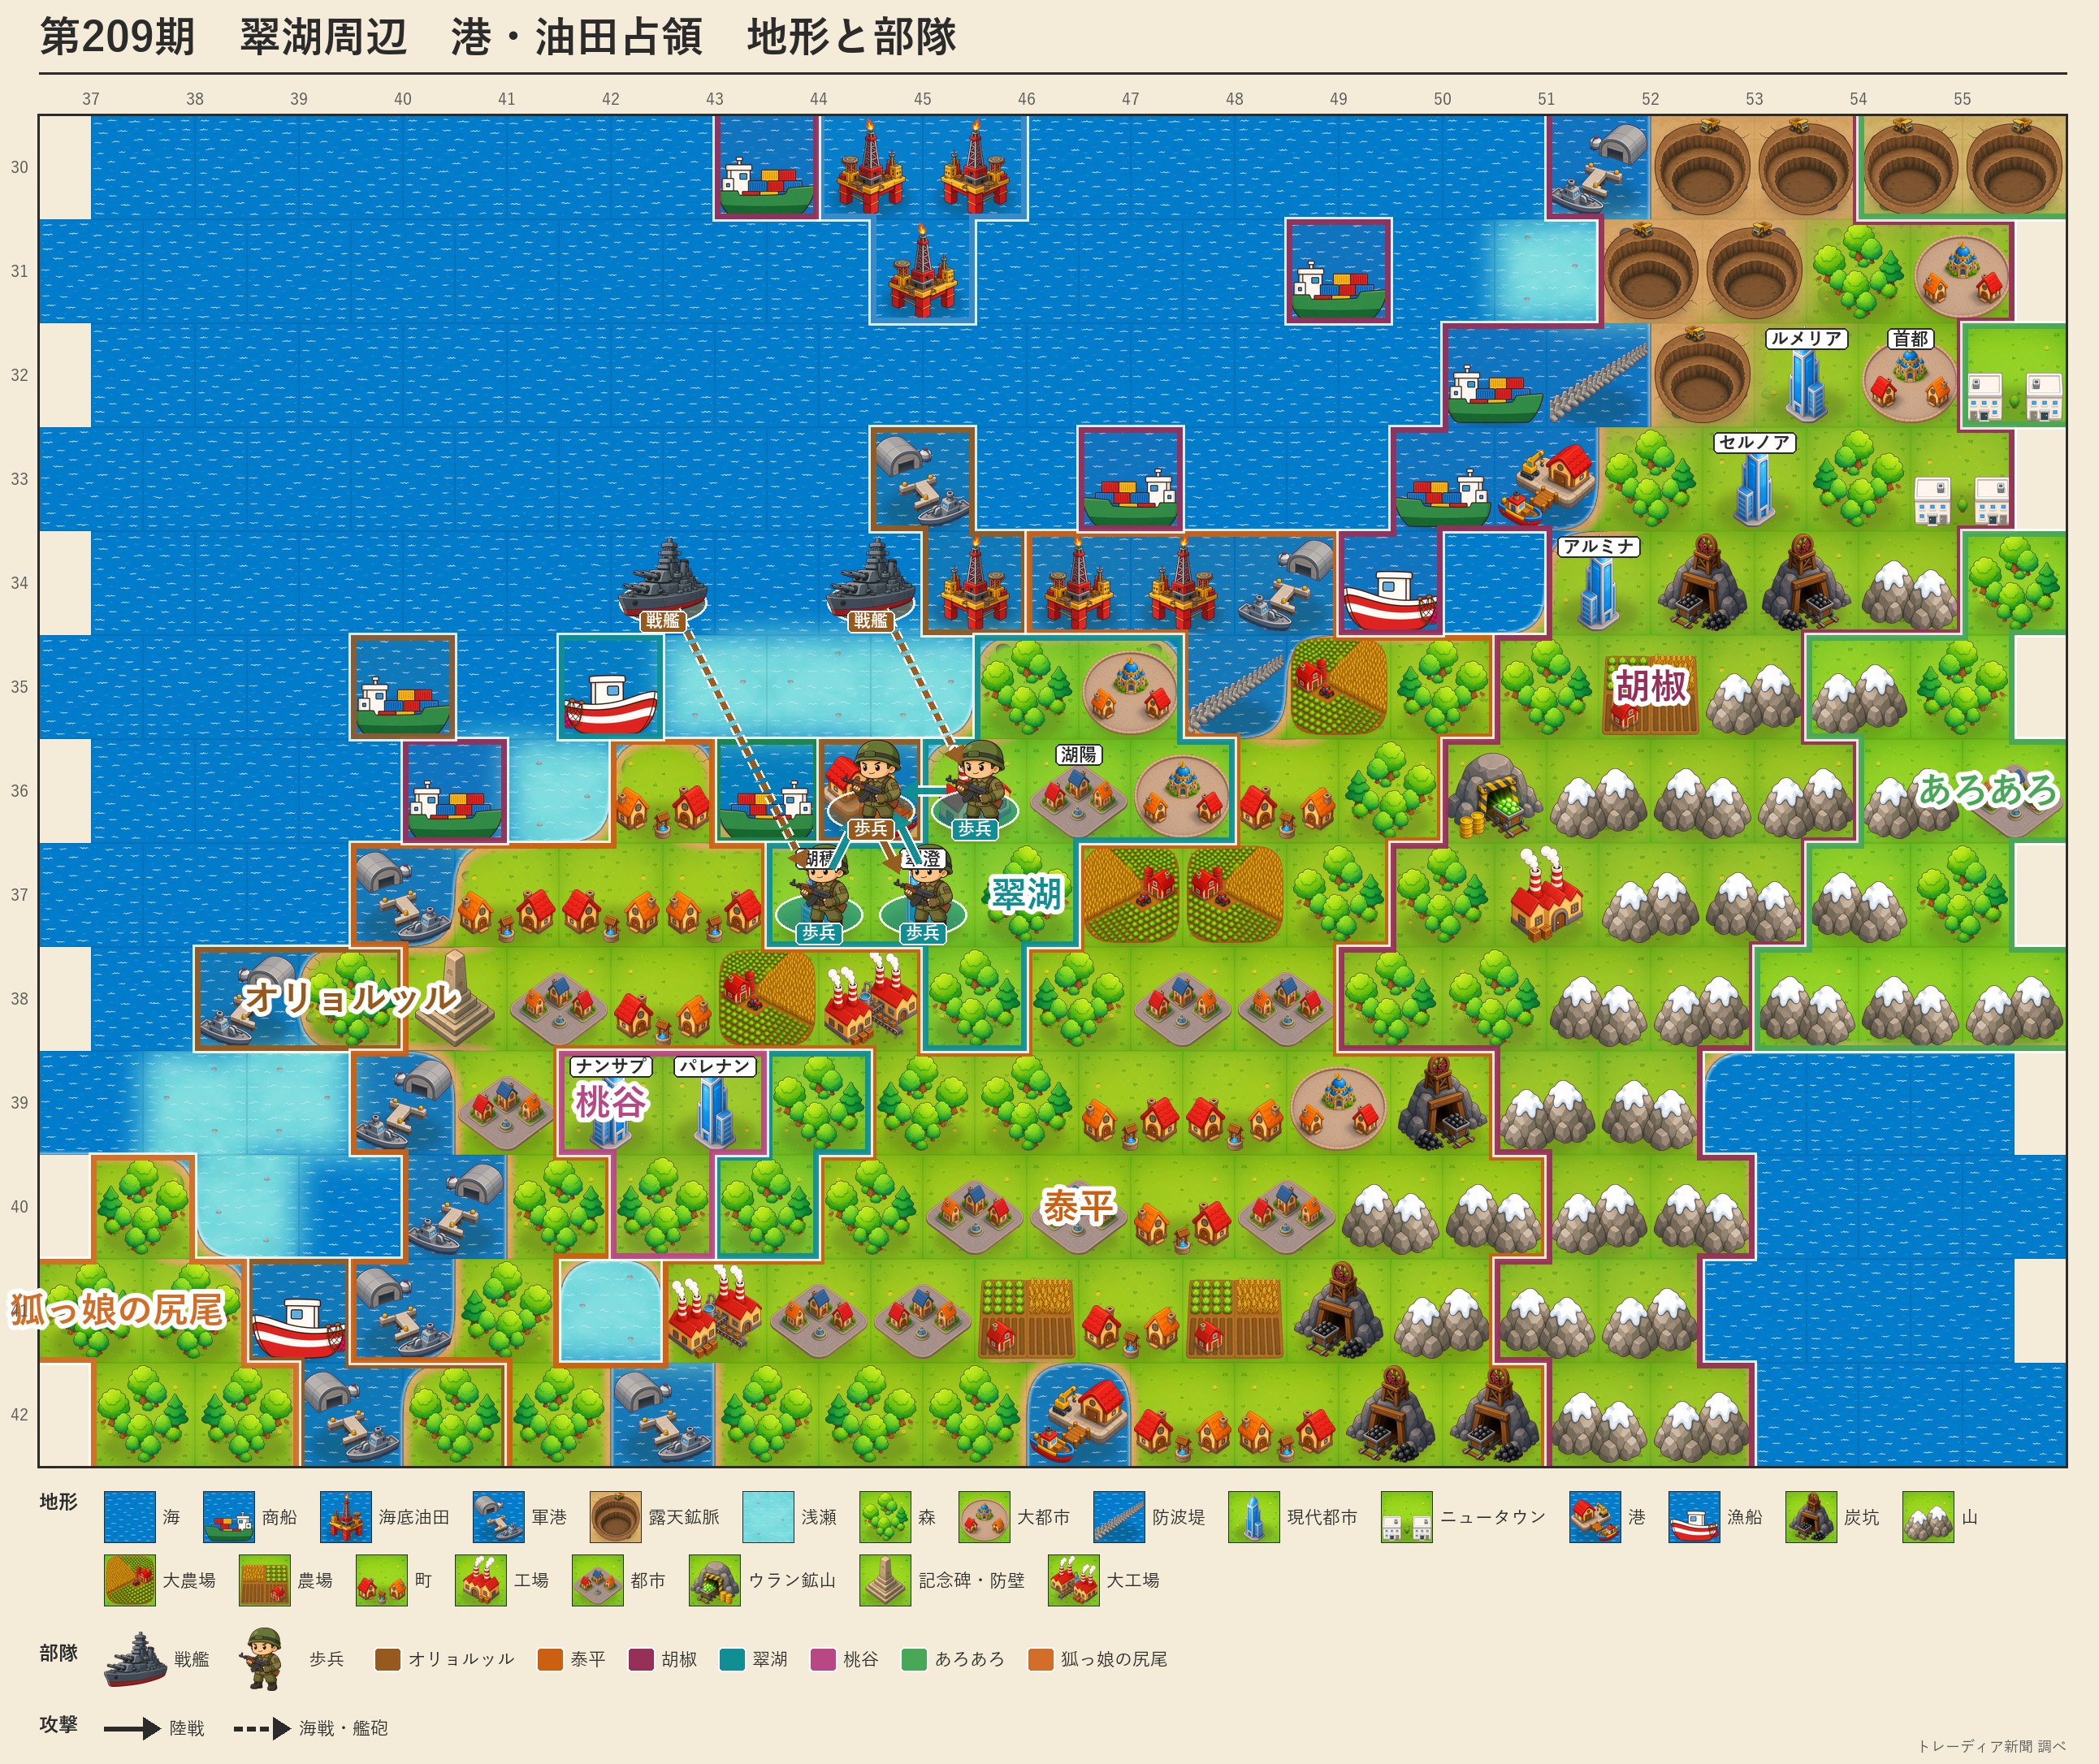 第209期　翠湖周辺　港・油田占領　地形と部隊
37 38 39 40 41 42 43 44 45 46 47 48 49 50 51 52 53 54 55
30
31
32
ルメリア
首都
33
セルノア
34
アルミナ
戦艦
戦艦
35
胡椒
36
湖陽
あろあろ
歩兵
歩兵
37
翠澄
翠湖
歩兵
歩兵
38
オリョルッル
39
ナンサプ
パレナン
桃谷
40
泰平
狐っ娘の尻尾
42
地形 海 商船 海底油田 軍港 露天鉱脈 浅瀬 森 大都市 防波堤 現代都市 ニュータウン 港 漁船 炭坑 山
大農場 農場 町 工場 都市 ウラン鉱山 記念碑・防壁 大工場
部隊 戦艦 歩兵 オリョルッル 泰平 胡椒 翠湖 桃谷 あろあろ 狐っ娘の尻尾
攻撃 陸戦 海戦・艦砲
トレーディア新聞 調べ